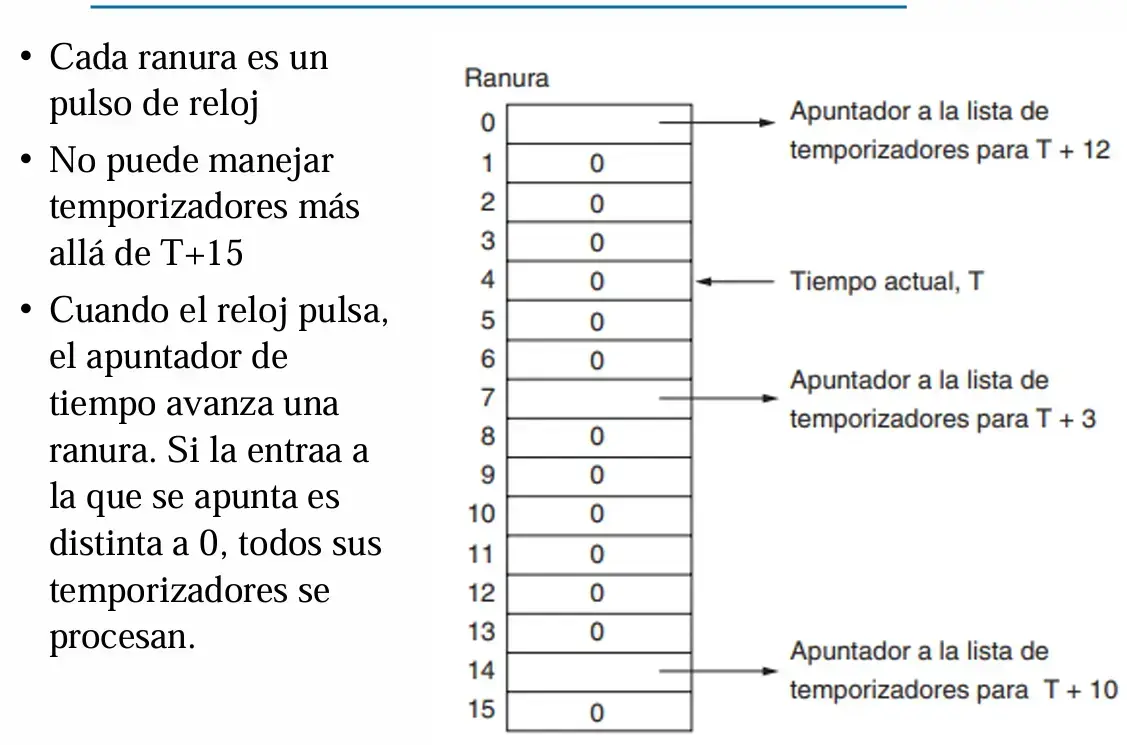 • Cada ranura es un
pulso de reloj
• No puede manejar
temporizadores más
allá de T+15
• Cuando el reloj pulsa,
el apuntador de
tiempo avanza una
ranura. Si la entraa a
la que se apunta es
distinta a 0, todos sus
temporizadores se
procesan.
Ranura
0
Apuntador a la lista de
temporizadores para T + 12
1 0
2 0
3 0
4 0 Tiempo actual, T
5 0
6 0
7
Apuntador a la lista de
temporizadores para T + 3
8 0
9 0
10 0
11 0
12 0
13 0
14
Apuntador a la lista de
temporizadores para T + 10
15 0